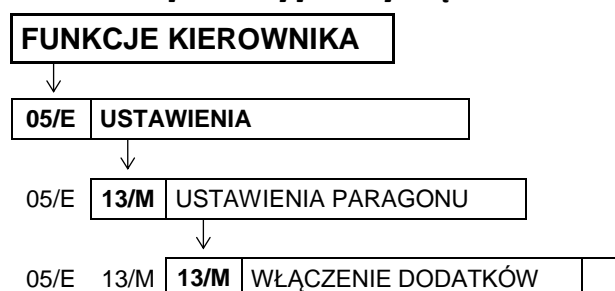 FUNKCJE KIEROWNIKA
05/E USTAWIENIA
05/E 13/M USTAWIENIA PARAGONU
05/E 13/M 13/M WŁĄCZENIE DODATKÓW